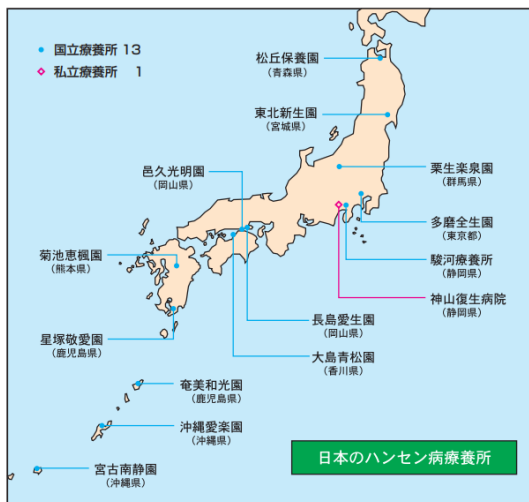 国立療養所 13
私立療養所 1
松丘保養園
(青森県)
東北新生園
(宮城県)
栗生楽泉園
(群馬県)
多磨全生園
(東京都)
駿河療養所
(静岡県)
神山復生病院
(静岡県)
邑久光明園
(岡山県)
長島愛生園
(岡山県)
大島青松園
(香川県)
菊池恵楓園
(熊本県)
星塚敬愛園
(鹿児島県)
奄美和光園
(鹿児島県)
沖縄愛楽園
(沖縄県)
宮古南静園
(沖縄県)
日本のハンセン病療養所